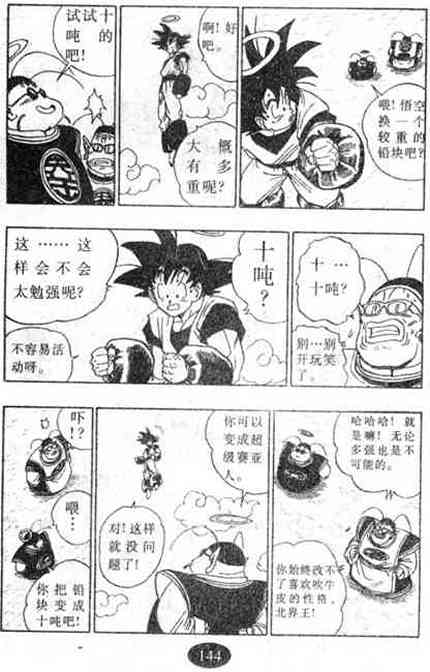 喂！悟空
换一个
较重的
铅块吧？
啊！好
吧。
大概
有多
重呢？
试试十
吨的
吧！
十…
十吨？
别…别
开玩笑
了。
十吨？
这……这
样会不会
太勉强呢？
不容易活
动呀。
哈哈哈！就
是嘛！无论
多强也是不
可能的。
你始终改不
了喜欢吹牛
皮的性格，
北界王！
你可以
变成超
级赛亚
人。
对！这样
就没问
题了！
吓？
！
喂
…
你把铅
块变成
十吨吧！
144